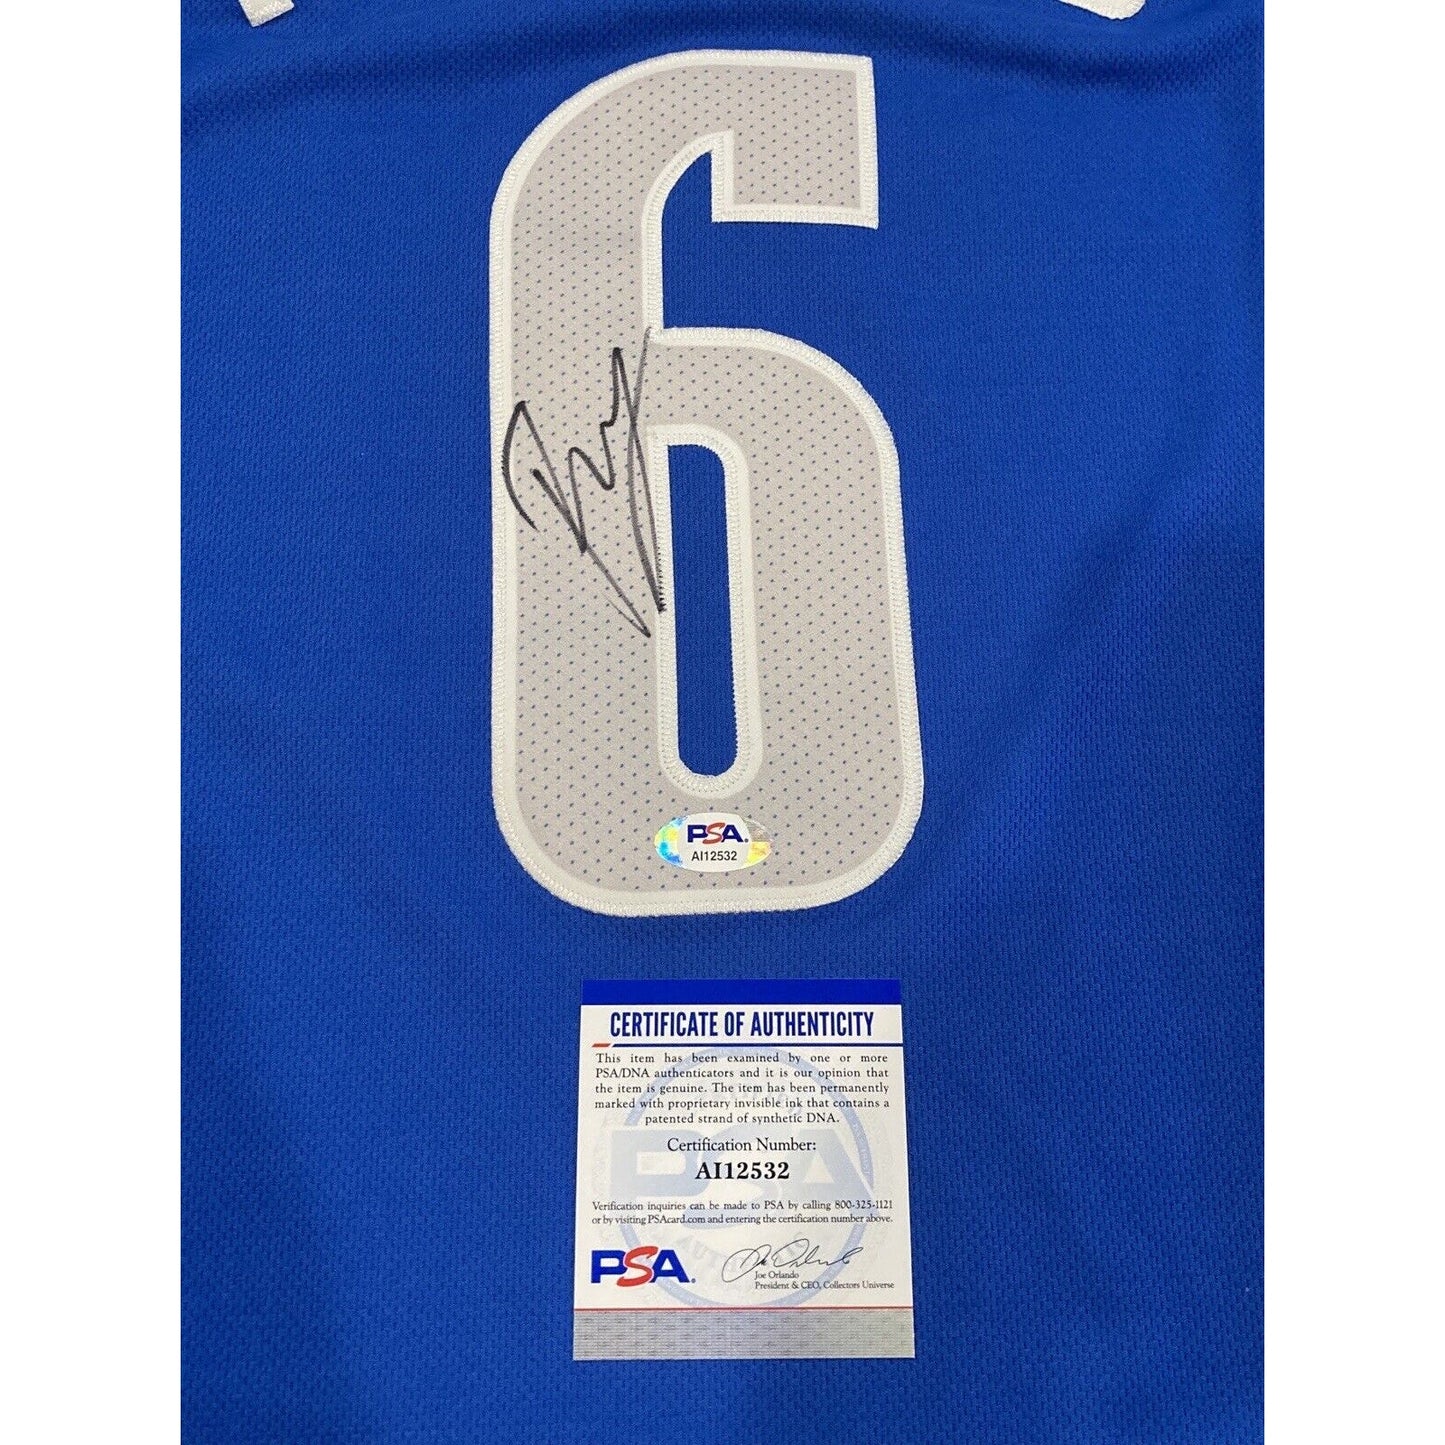 6
PSA
AI12532
CERTIFICATE OF AUTHENTICITY
This item has been examined by one or more
PSA/DNA authenticators and it is our opinion that
the item is genuine. The item has been permanently
marked with proprietary invisible ink that contains a
patented strand of synthetic DNA.
Certification Number:
AI12532
Verification inquiries can be made to PSA by calling 800-325-1121
or by visiting PSAcard.com and entering the certification number above.
PSA
Joe Orlando
President & CEO, Collectors Universe